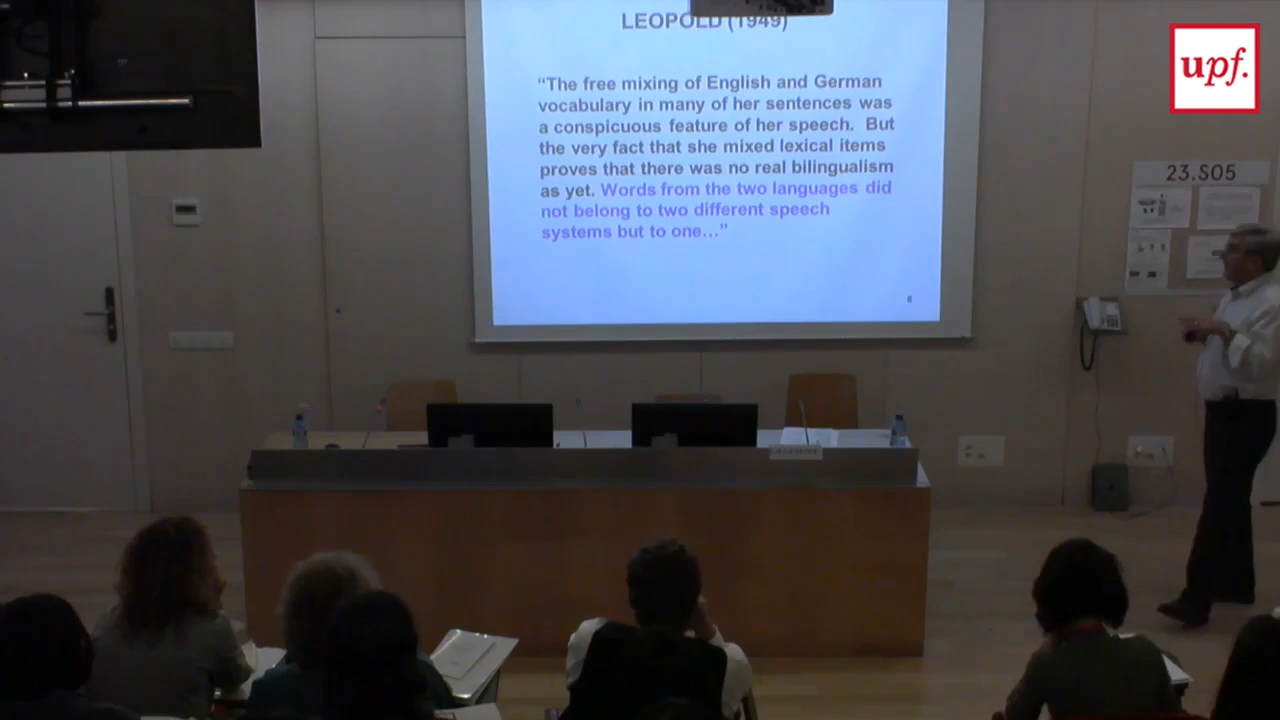 LEOPOLD (1949)
upf.
“The free mixing of English and German
vocabulary in many of her sentences was
a conspicuous feature of her speech.  But
the very fact that she mixed lexical items
proves that there was no real bilingualism
as yet. Words from the two languages did
not belong to two different speech
systems but to one…”
23.S05